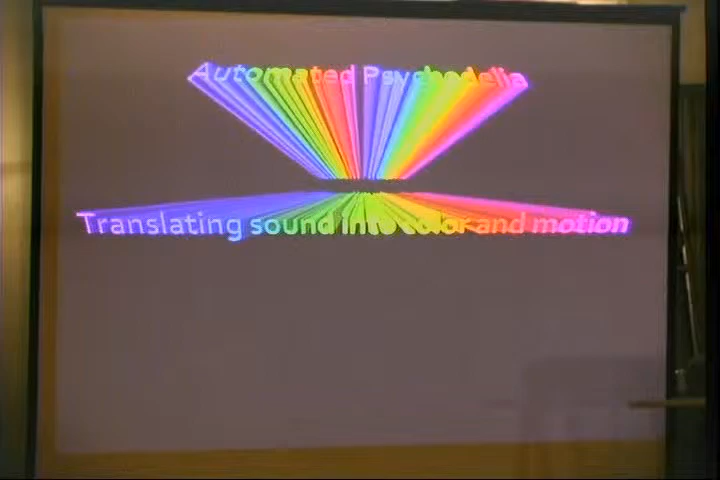 Automated Psychedelia
Translating sound into color and motion